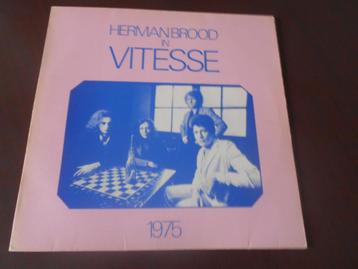 HERMAN BROOD
IN
VITESSE
1975